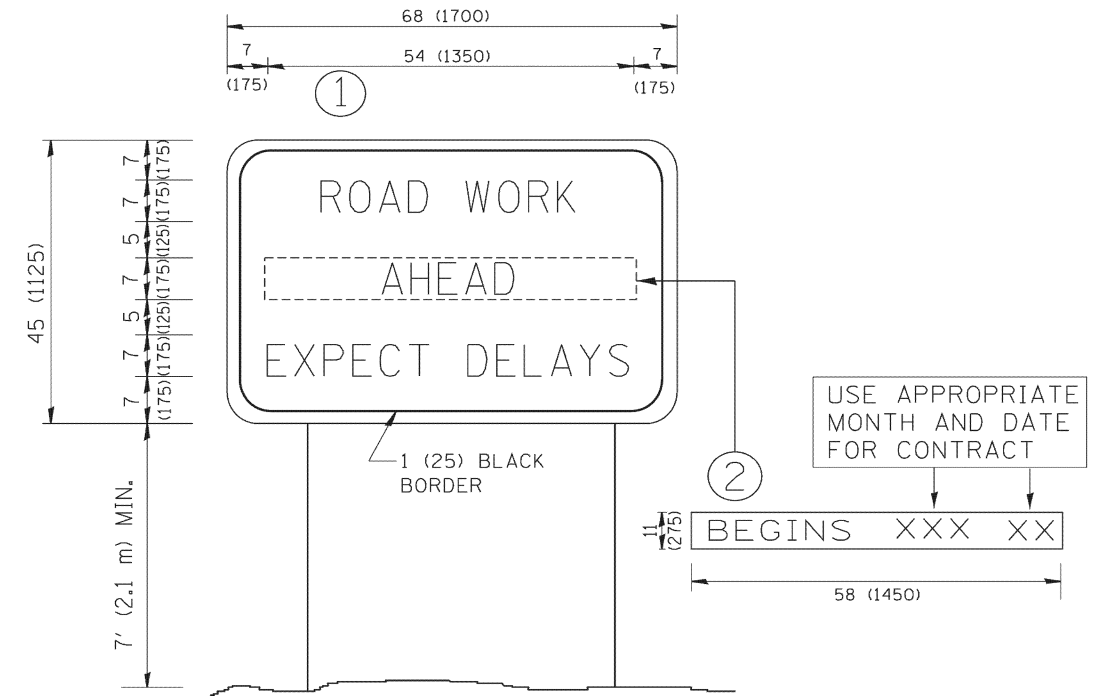 68 (1700)
7
54 (1350)
7
(175)
(175)
1
45 (1125)
7
(175)
7
(175)
5
(125)
7
(175)
5
(125)
7
(175)
7
(175)
ROAD WORK
AHEAD
EXPECT DELAYS
1 (25) BLACK
BORDER
7' (2.1 m) MIN.
USE APPROPRIATE
MONTH AND DATE
FOR CONTRACT
2
11
(275)
BEGINS XXX XX
58 (1450)